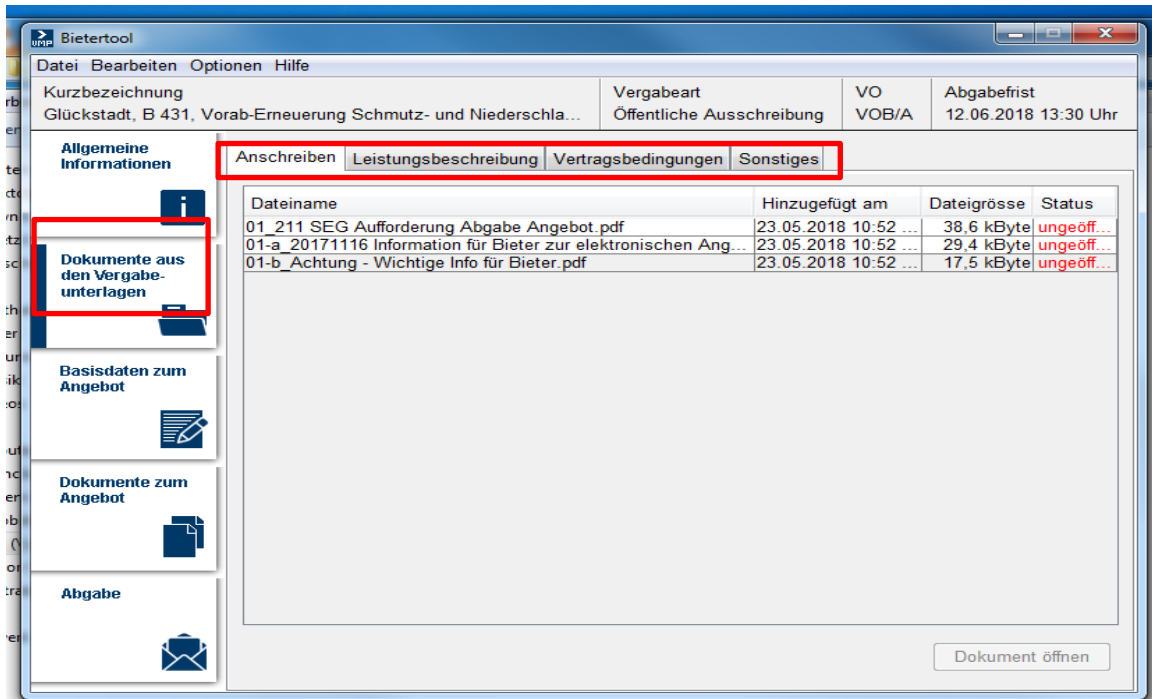 VMP Bietertool
Datei Bearbeiten Optionen Hilfe
Kurzbezeichnung Vergabeart VO Abgabefrist
Glückstadt, B 431, Vorab-Erneuerung Schmutz- und Niederschla... Öffentliche Ausschreibung VOB/A 12.06.2018 13:30 Uhr
Allgemeine
Informationen
Dokumente aus
den Vergabe-
unterlagen
Basisdaten zum
Angebot
Dokumente zum
Angebot
Abgabe
Anschreiben Leistungsbeschreibung Vertragsbedingungen Sonstiges
Dateiname Hinzugefügt am Dateigrösse Status
01_211 SEG Aufforderung Abgabe Angebot.pdf 23.05.2018 10:52 ... 38,6 kByte ungeöff...
01-a_20171116 Information für Bieter zur elektronischen Ang... 23.05.2018 10:52 ... 29,4 kByte ungeöff...
01-b_Achtung - Wichtige Info für Bieter.pdf 23.05.2018 10:52 ... 17,5 kByte ungeöff...
Dokument öffnen